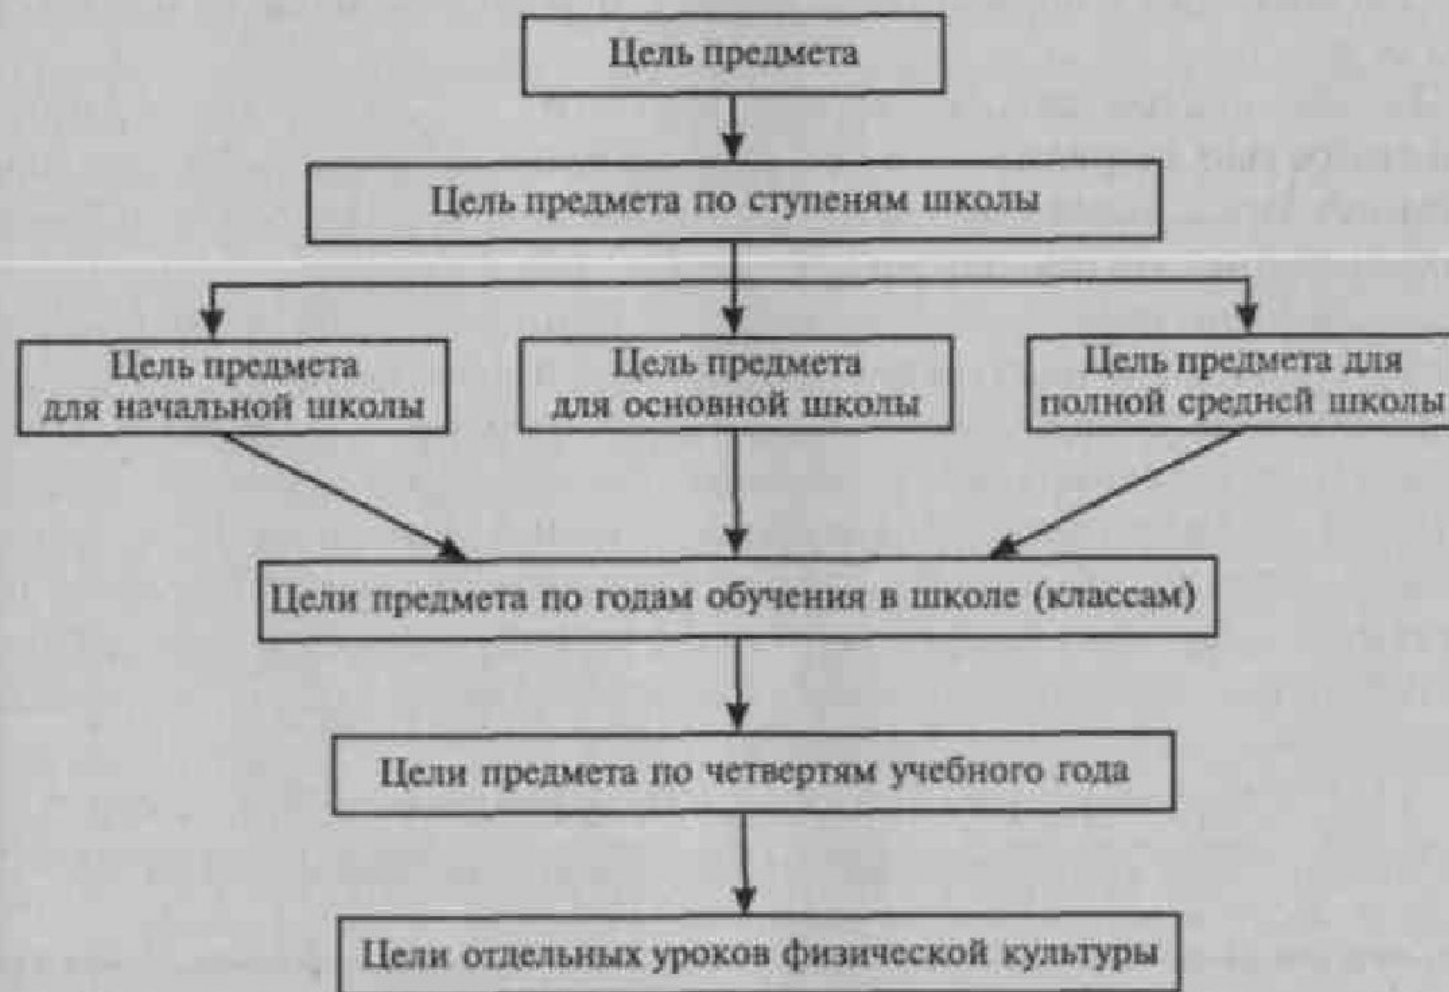 Цель предмета
Цель предмета по ступеням школы
Цель предмета
для начальной школы
Цель предмета
для основной школы
Цель предмета для
полной средней школы
Цели предмета по годам обучения в школе (классам)
Цели предмета по четвертям учебного года
Цели отдельных уроков физической культуры